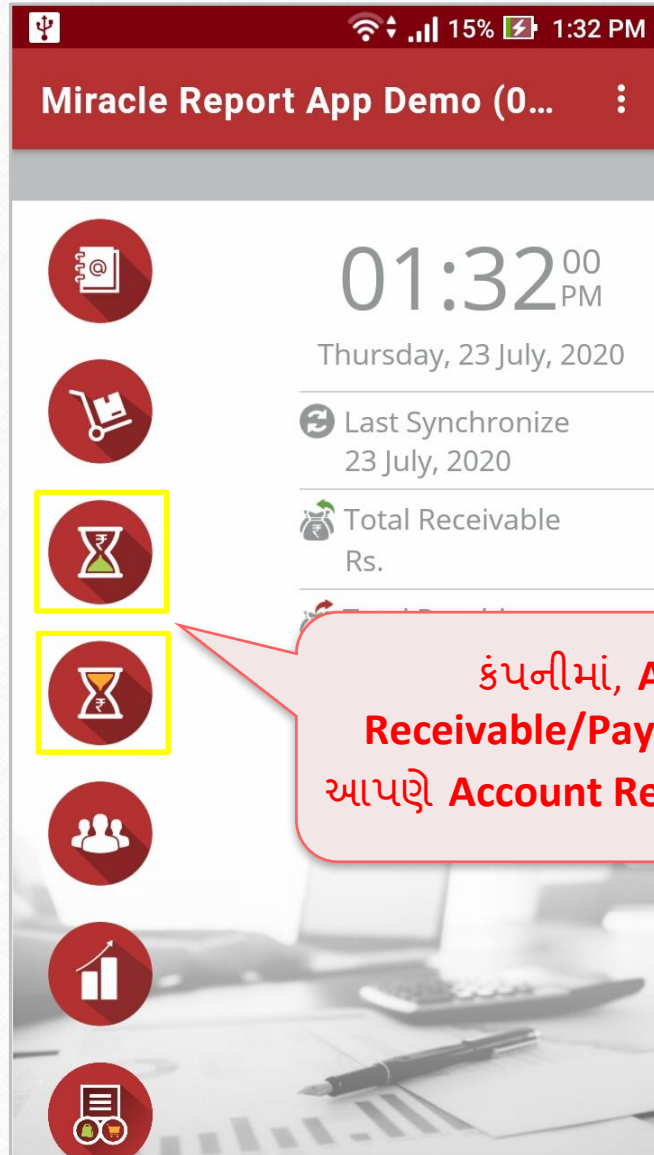 15% 1:32 PM
Miracle Report App Demo (0...
01:32 00 PM
Thursday, 23 July, 2020
Last Synchronize
23 July, 2020
Total Receivable
Rs.
કંપનીમાં, A
Receivable/Pay
આપણે Account Re